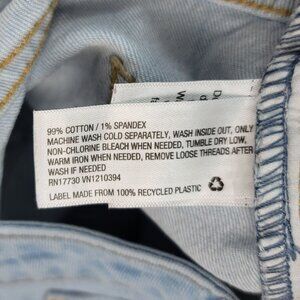 99% COTTON / 1% SPANDEX
MACHINE WASH COLD SEPARATELY, WASH INSIDE OUT, ONLY
NON-CHLORINE BLEACH WHEN NEEDED, TUMBLE DRY LOW,
WARM IRON WHEN NEEDED, REMOVE LOOSE THREADS AFTER
WASH IF NEEDED
RN17730 VN1210394
LABEL MADE FROM 100% RECYCLED PLASTIC